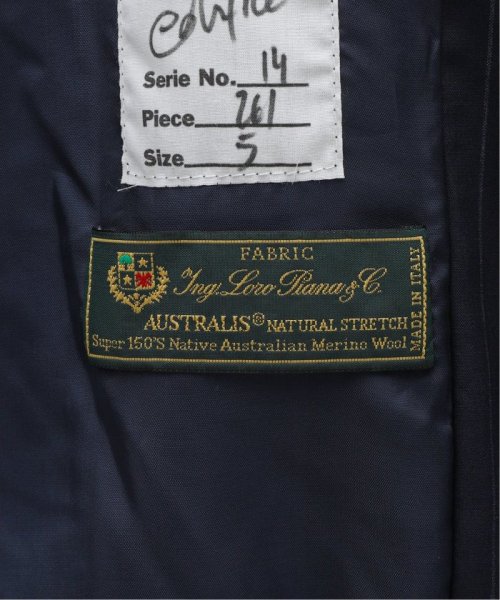 Serie No. 14
Piece 261
Size 5
FABRIC
Ing. Loro Piana & C.
AUSTRALIS® NATURAL STRETCH
Super 150'S Native Australian Merino Wool
MADE IN ITALY